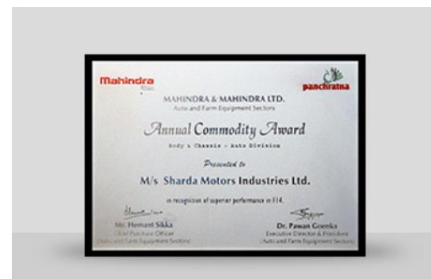 Mahindra
Rise.
panchratna
MAHINDRA & MAHINDRA LTD.
Auto and Farm Equipment Sectors
Annual Commodity Award
Body & Chassis - Auto Division
Presented to
M/s Sharda Motors Industries Ltd.
in recognition of superior performance in F14.
Mr. Hemant Sikka
Chief Purchase Officer
(Auto and Farm Equipment Sectors)
Dr. Pawan Goenka
Executive Director & President
(Auto and Farm Equipment Sectors)